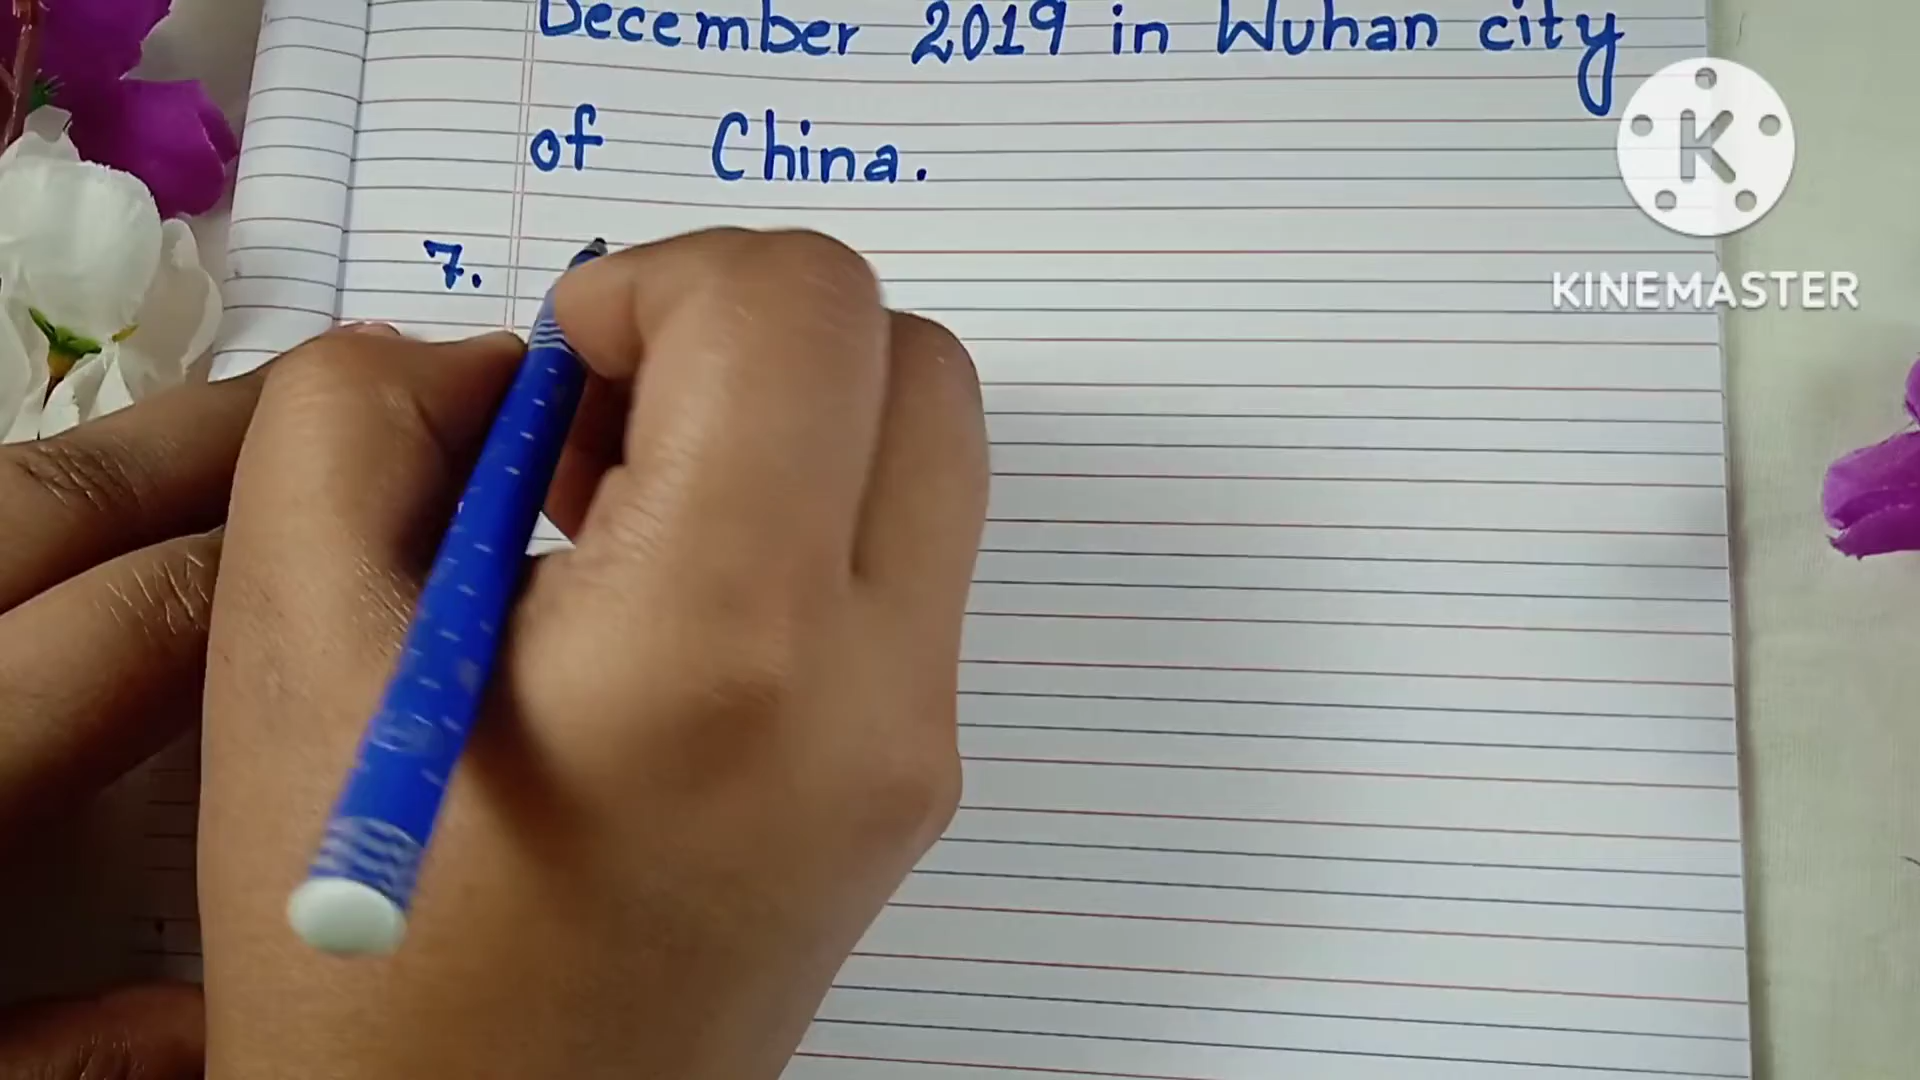 December 2019 in Wuhan city
of China.
7.
K
KINEMASTER